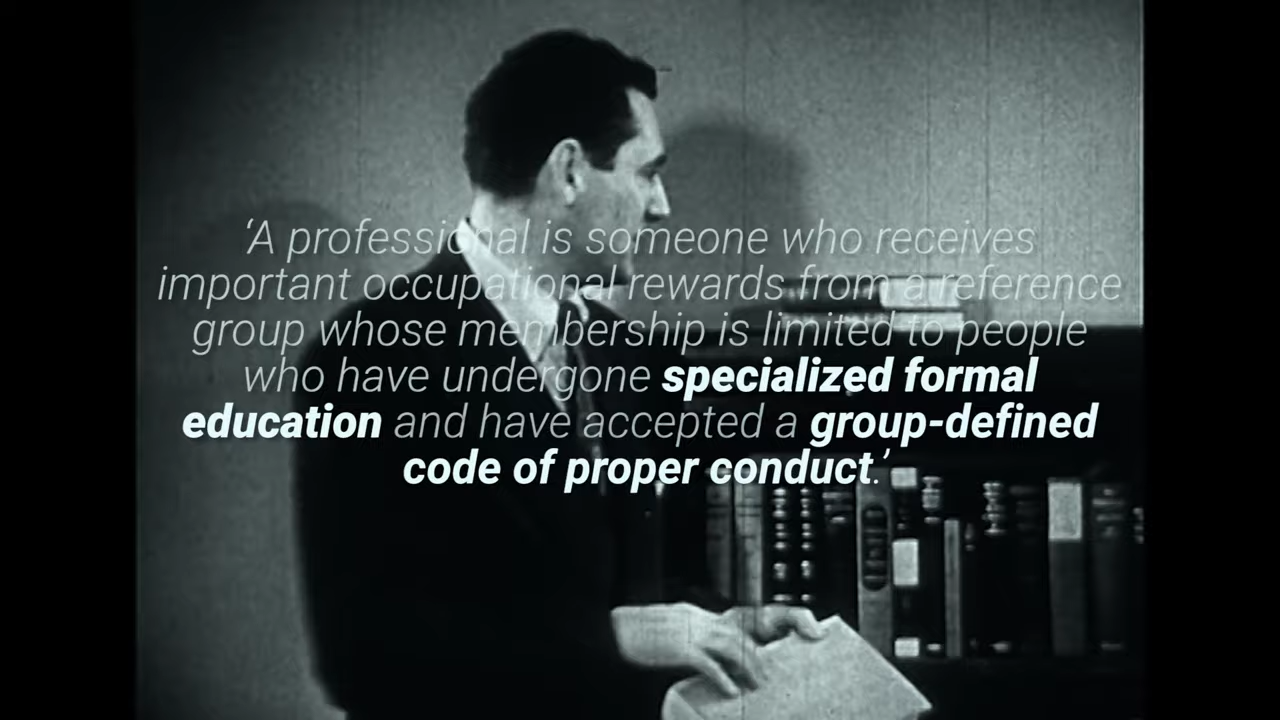 ‘A professional is someone who receives
important occupational rewards from a reference
group whose membership is limited to people
who have undergone specialized formal
education and have accepted a group-defined
code of proper conduct.’